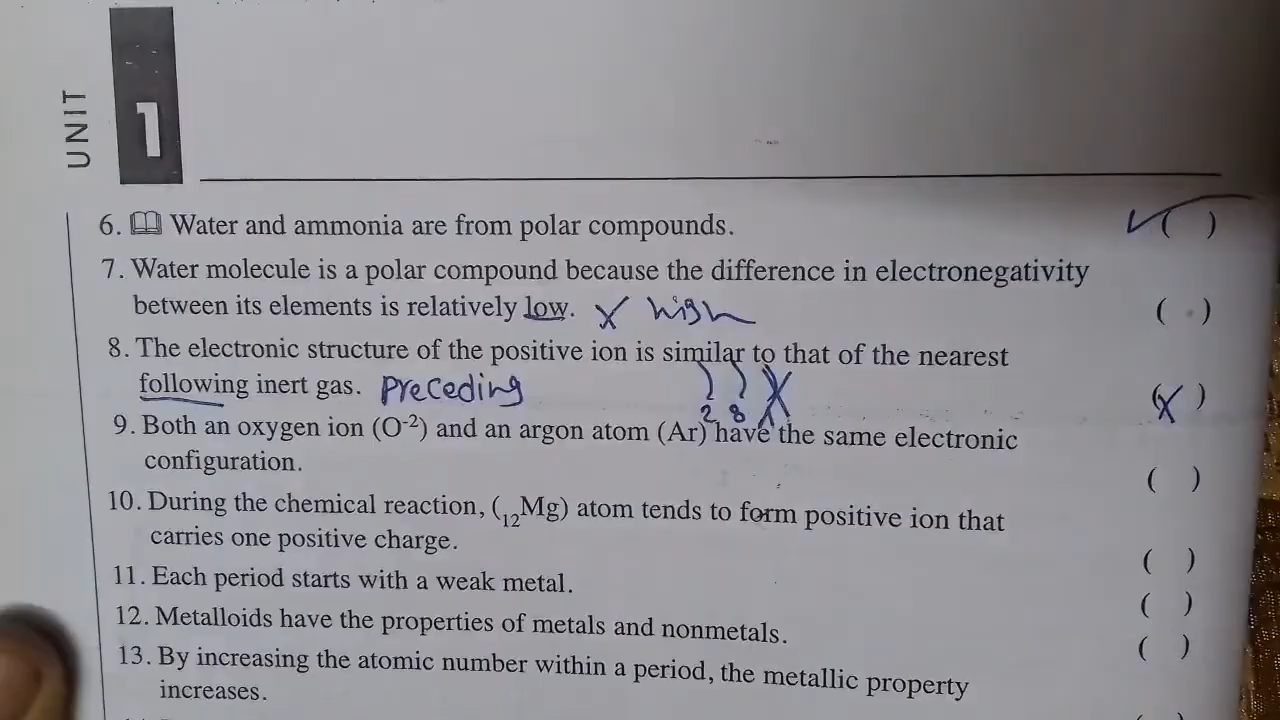 UNIT
1
6. Water and ammonia are from polar compounds. ✓( )
7. Water molecule is a polar compound because the difference in electronegativity
between its elements is relatively low. X high ( )
8. The electronic structure of the positive ion is similar to that of the nearest
following inert gas. Preceding (X)
2 8
9. Both an oxygen ion (O⁻²) and an argon atom (Ar) have the same electronic
configuration. ( )
10. During the chemical reaction, (₁₂Mg) atom tends to form positive ion that
carries one positive charge. ( )
11. Each period starts with a weak metal. ( )
12. Metalloids have the properties of metals and nonmetals. ( )
13. By increasing the atomic number within a period, the metallic property
increases.